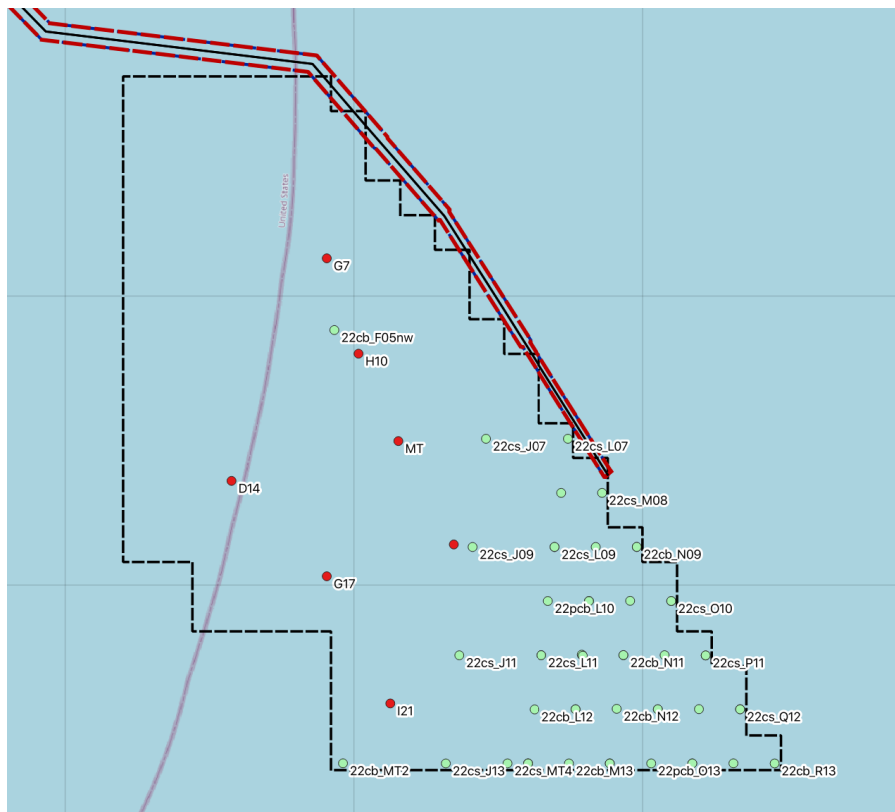 United States
G7
22cb_F05nw
H10
MT
22cs_J07
22cs_L07
D14
22cs_M08
22cs_J09
22cs_L09
22cb_N09
G17
22pcb_L10
22cs_O10
22cs_J11
22cs_L11
22cb_N11
22cs_P11
I21
22cb_L12
22cb_N12
22cs_Q12
22cb_MT2
22cs_J13
22cs_MT4
22cb_M13
22pcb_O13
22cb_R13